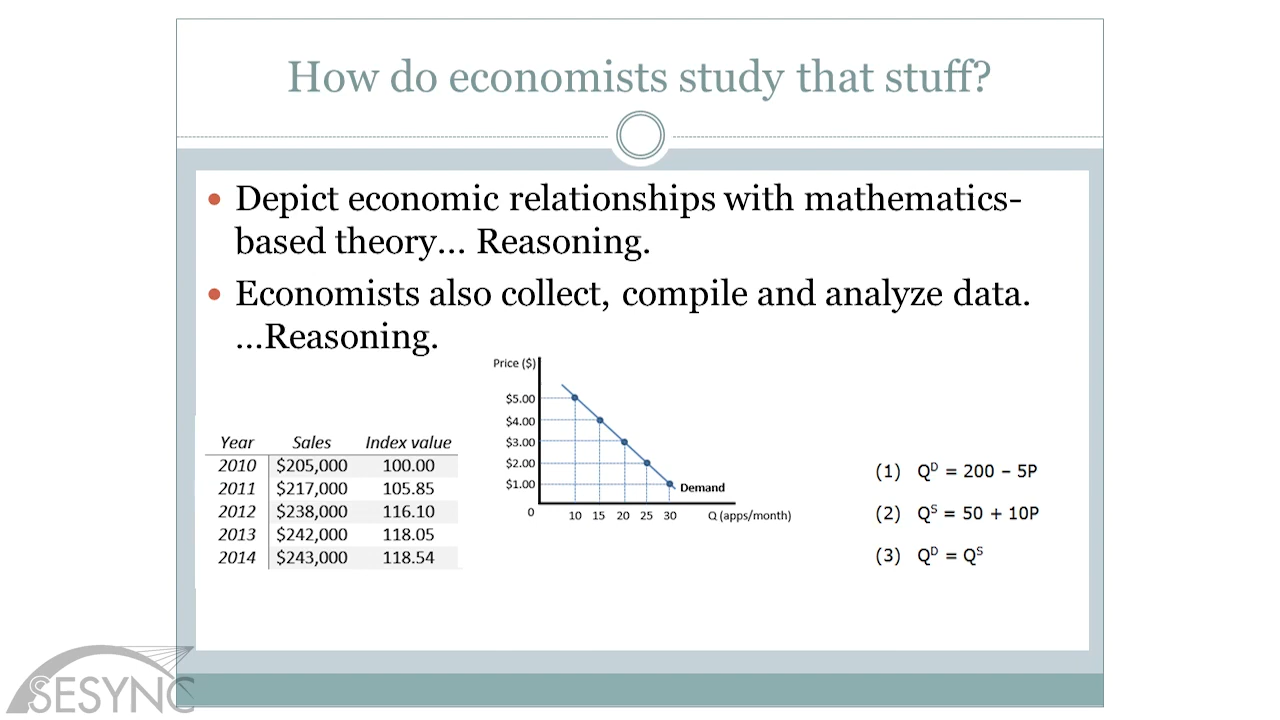 How do economists study that stuff?
• Depict economic relationships with mathematics-
based theory... Reasoning.
• Economists also collect, compile and analyze data.
...Reasoning.
Year Sales Index value
2010 $205,000 100.00
2011 $217,000 105.85
2012 $238,000 116.10
2013 $242,000 118.05
2014 $243,000 118.54
Price ($)
$5.00
$4.00
$3.00
$2.00
$1.00
Demand
0 10 15 20 25 30 Q (apps/month)
(1) Qᴰ = 200 – 5P
(2) Qˢ = 50 + 10P
(3) Qᴰ = Qˢ
SESYNC